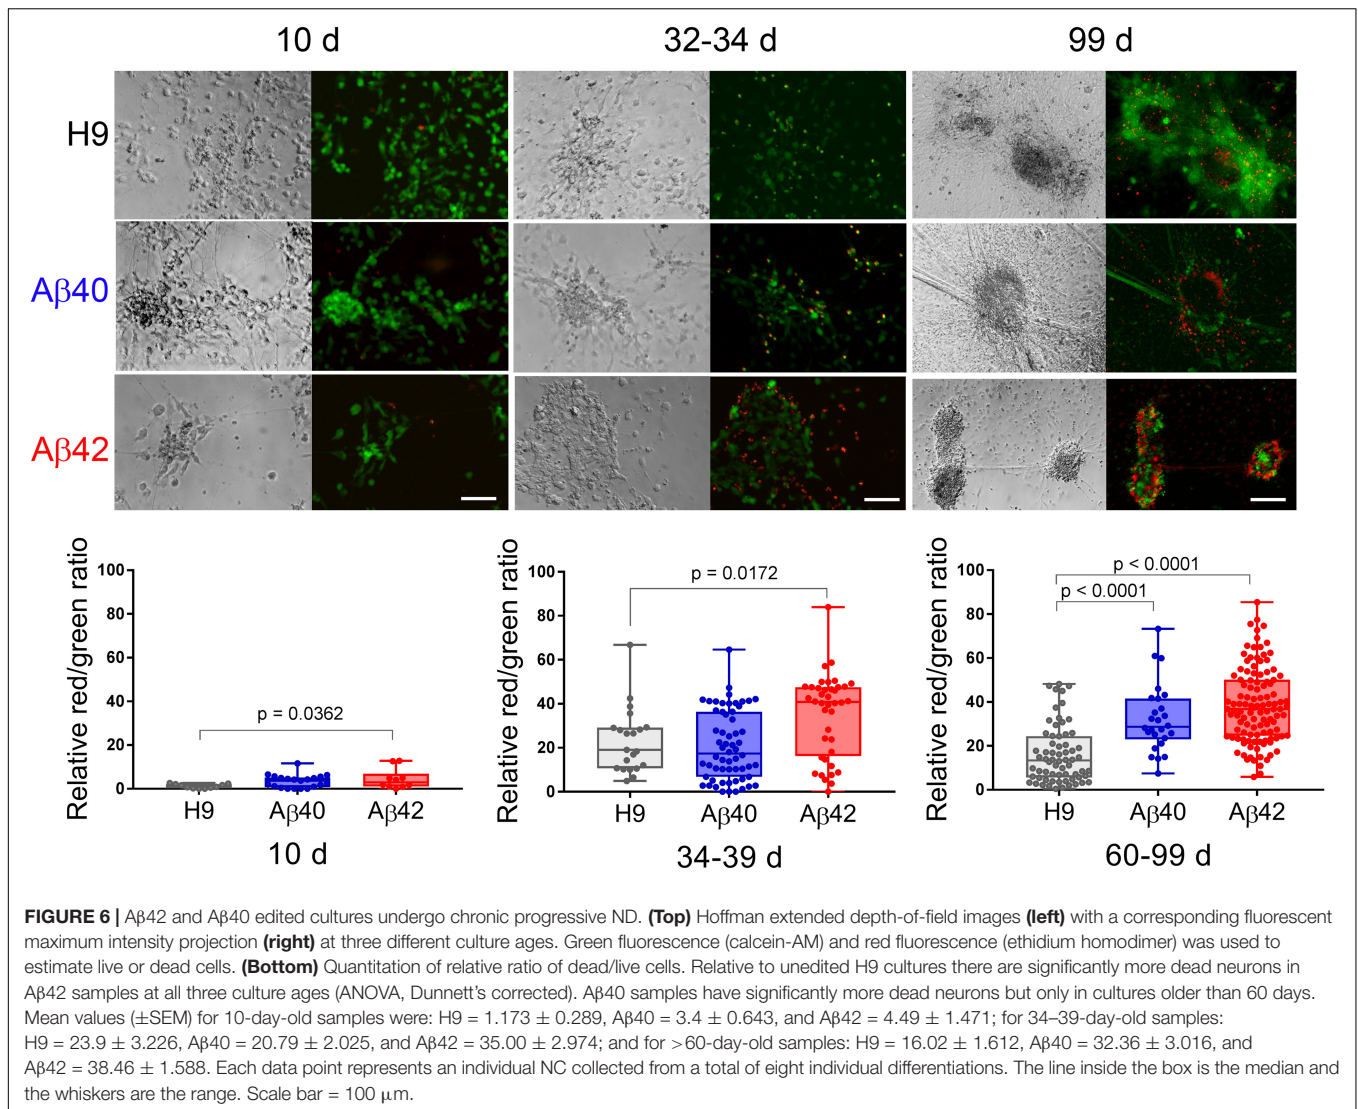 10 d
32-34 d
99 d
H9
Aβ40
Aβ42
Relative red/green ratio
100
80
60
40
20
0
p = 0.0362
H9
Aβ40
Aβ42
10 d
Relative red/green ratio
100
80
60
40
20
0
p = 0.0172
H9
Aβ40
Aβ42
34-39 d
Relative red/green ratio
100
80
60
40
20
0
p < 0.0001
p < 0.0001
H9
Aβ40
Aβ42
60-99 d
FIGURE 6 | Aβ42 and Aβ40 edited cultures undergo chronic progressive ND. (Top) Hoffman extended depth-of-field images (left) with a corresponding fluorescent
maximum intensity projection (right) at three different culture ages. Green fluorescence (calcein-AM) and red fluorescence (ethidium homodimer) was used to
estimate live or dead cells. (Bottom) Quantitation of relative ratio of dead/live cells. Relative to unedited H9 cultures there are significantly more dead neurons in
Aβ42 samples at all three culture ages (ANOVA, Dunnett's corrected). Aβ40 samples have significantly more dead neurons but only in cultures older than 60 days.
Mean values (±SEM) for 10-day-old samples were: H9 = 1.173 ± 0.289, Aβ40 = 3.4 ± 0.643, and Aβ42 = 4.49 ± 1.471; for 34–39-day-old samples:
H9 = 23.9 ± 3.226, Aβ40 = 20.79 ± 2.025, and Aβ42 = 35.00 ± 2.974; and for >60-day-old samples: H9 = 16.02 ± 1.612, Aβ40 = 32.36 ± 3.016, and
Aβ42 = 38.46 ± 1.588. Each data point represents an individual NC collected from a total of eight individual differentiations. The line inside the box is the median and
the whiskers are the range. Scale bar = 100 μm.